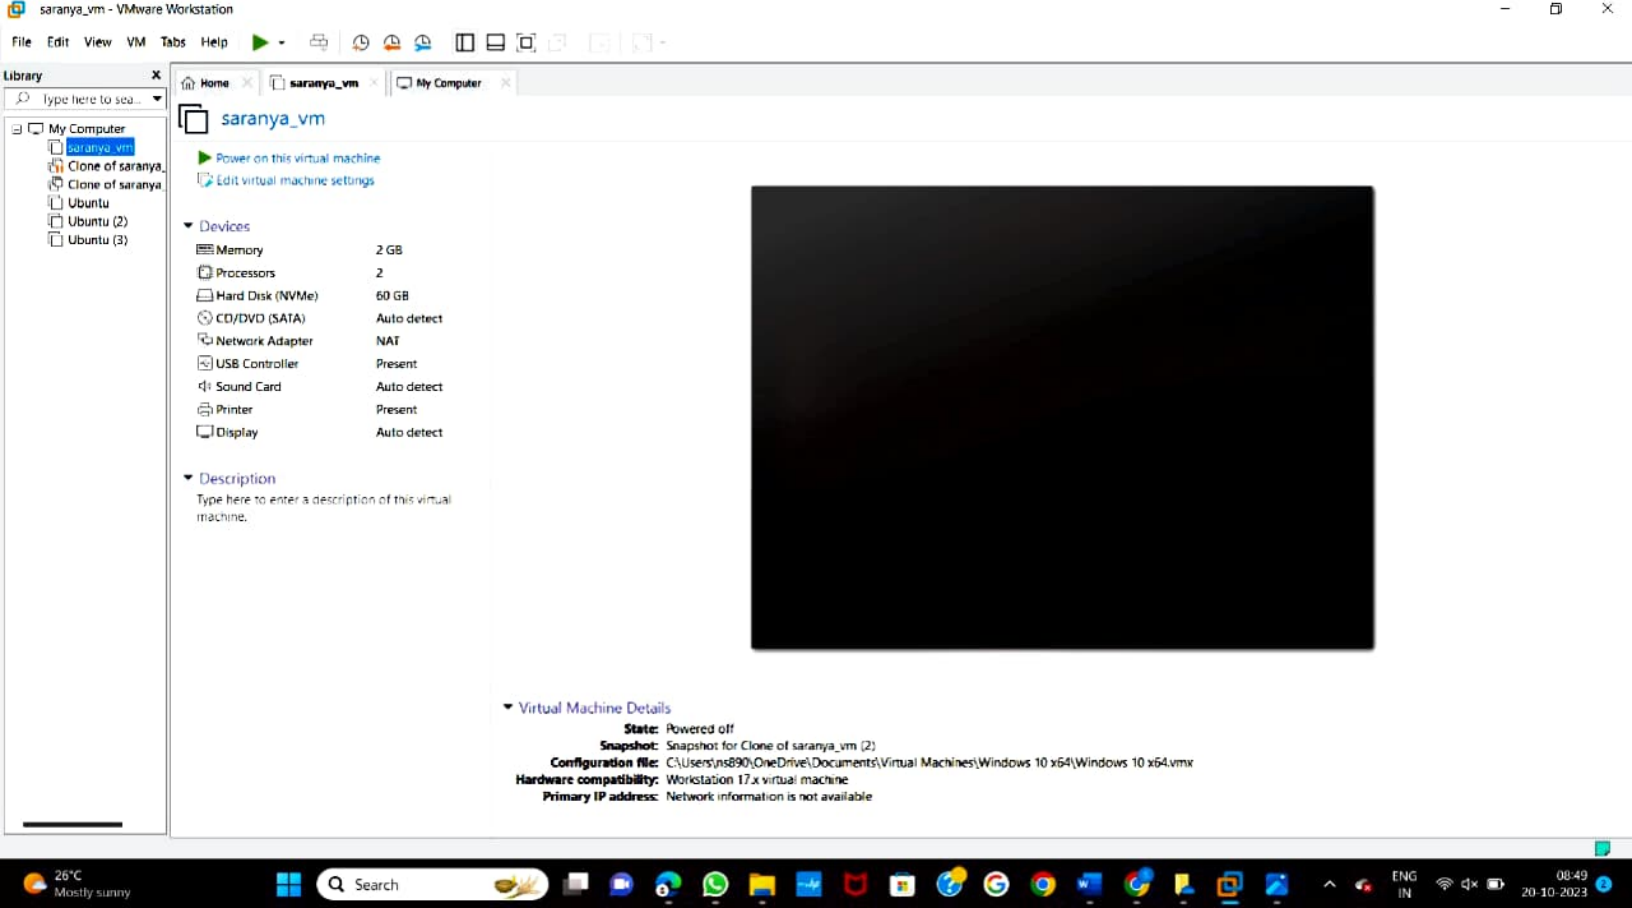 saranya_vm - VMware Workstation
File Edit View VM Tabs Help
Library
Type here to sea...
Home saranya_vm My Computer
My Computer
saranya_vm
Clone of saranya_
Clone of saranya_
Ubuntu
Ubuntu (2)
Ubuntu (3)
saranya_vm
Power on this virtual machine
Edit virtual machine settings
Devices
Memory 2 GB
Processors 2
Hard Disk (NVMe) 60 GB
CD/DVD (SATA) Auto detect
Network Adapter NAT
USB Controller Present
Sound Card Auto detect
Printer Present
Display Auto detect
Description
Type here to enter a description of this virtual
machine.
Virtual Machine Details
State: Powered off
Snapshot: Snapshot for Clone of saranya_vm (2)
Configuration file: C:\Users\ns890\OneDrive\Documents\Virtual Machines\Windows 10 x64\Windows 10 x64.vmx
Hardware compatibility: Workstation 17.x virtual machine
Primary IP address: Network information is not available
26°C
Mostly sunny
Search
ENG
IN
08:49
20-10-2023
2